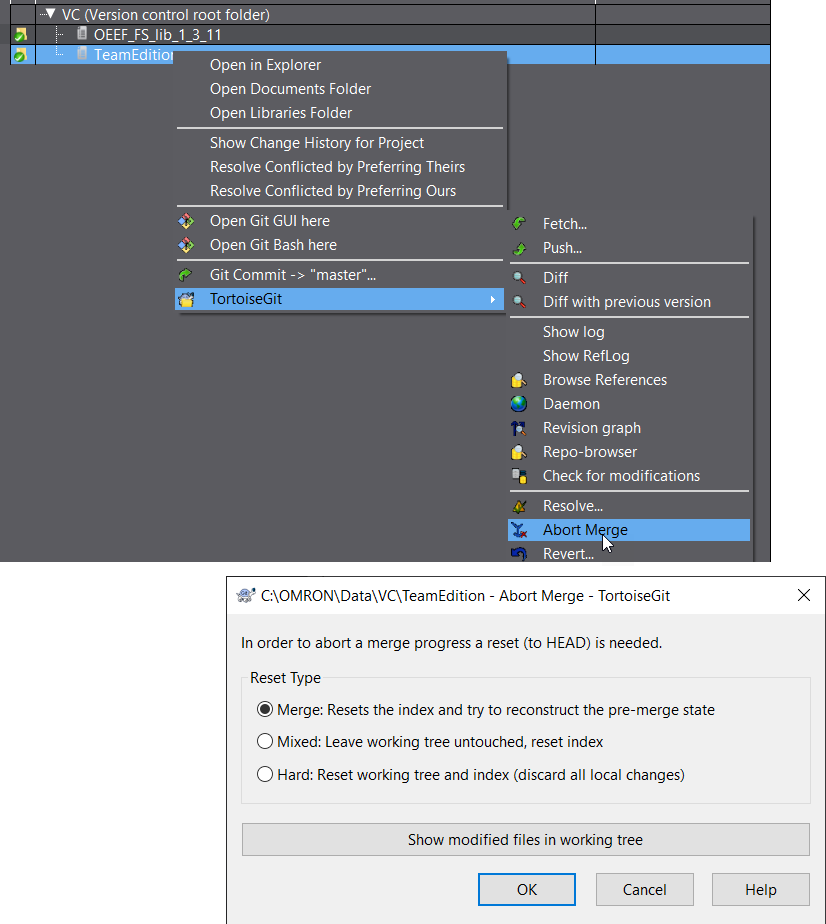 VC (Version control root folder)
OEEF_FS_lib_1_3_11
TeamEdition
Open in Explorer
Open Documents Folder
Open Libraries Folder
Show Change History for Project
Resolve Conflicted by Preferring Theirs
Resolve Conflicted by Preferring Ours
Open Git GUI here
Open Git Bash here
Git Commit -> "master"...
TortoiseGit
Fetch...
Push...
Diff
Diff with previous version
Show log
Show RefLog
Browse References
Daemon
Revision graph
Repo-browser
Check for modifications
Resolve...
Abort Merge
Revert...
C:\OMRON\Data\VC\TeamEdition - Abort Merge - TortoiseGit
In order to abort a merge progress a reset (to HEAD) is needed.
Reset Type
Merge: Resets the index and try to reconstruct the pre-merge state
Mixed: Leave working tree untouched, reset index
Hard: Reset working tree and index (discard all local changes)
Show modified files in working tree
OK
Cancel
Help